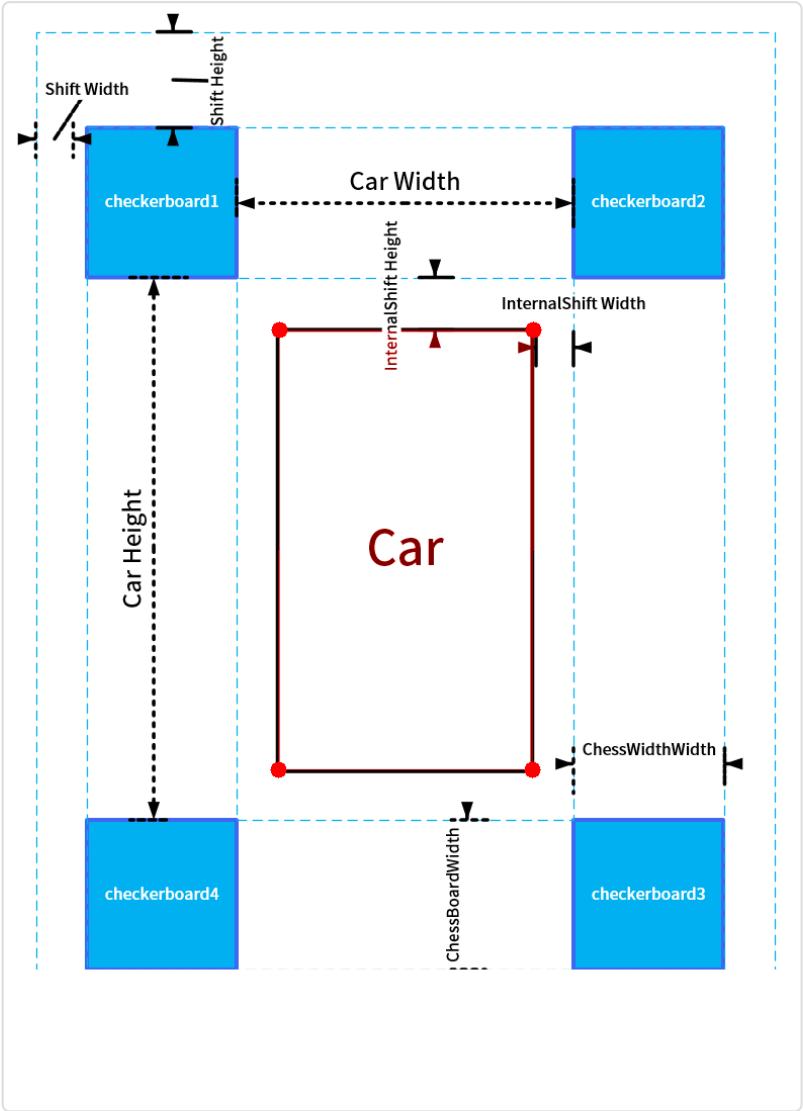 Shift Height
Shift Width
checkerboard1
Car Width
checkerboard2
InternalShift Height
InternalShift Width
Car Height
Car
ChessWidthWidth
ChessBoardWidth
checkerboard4
checkerboard3